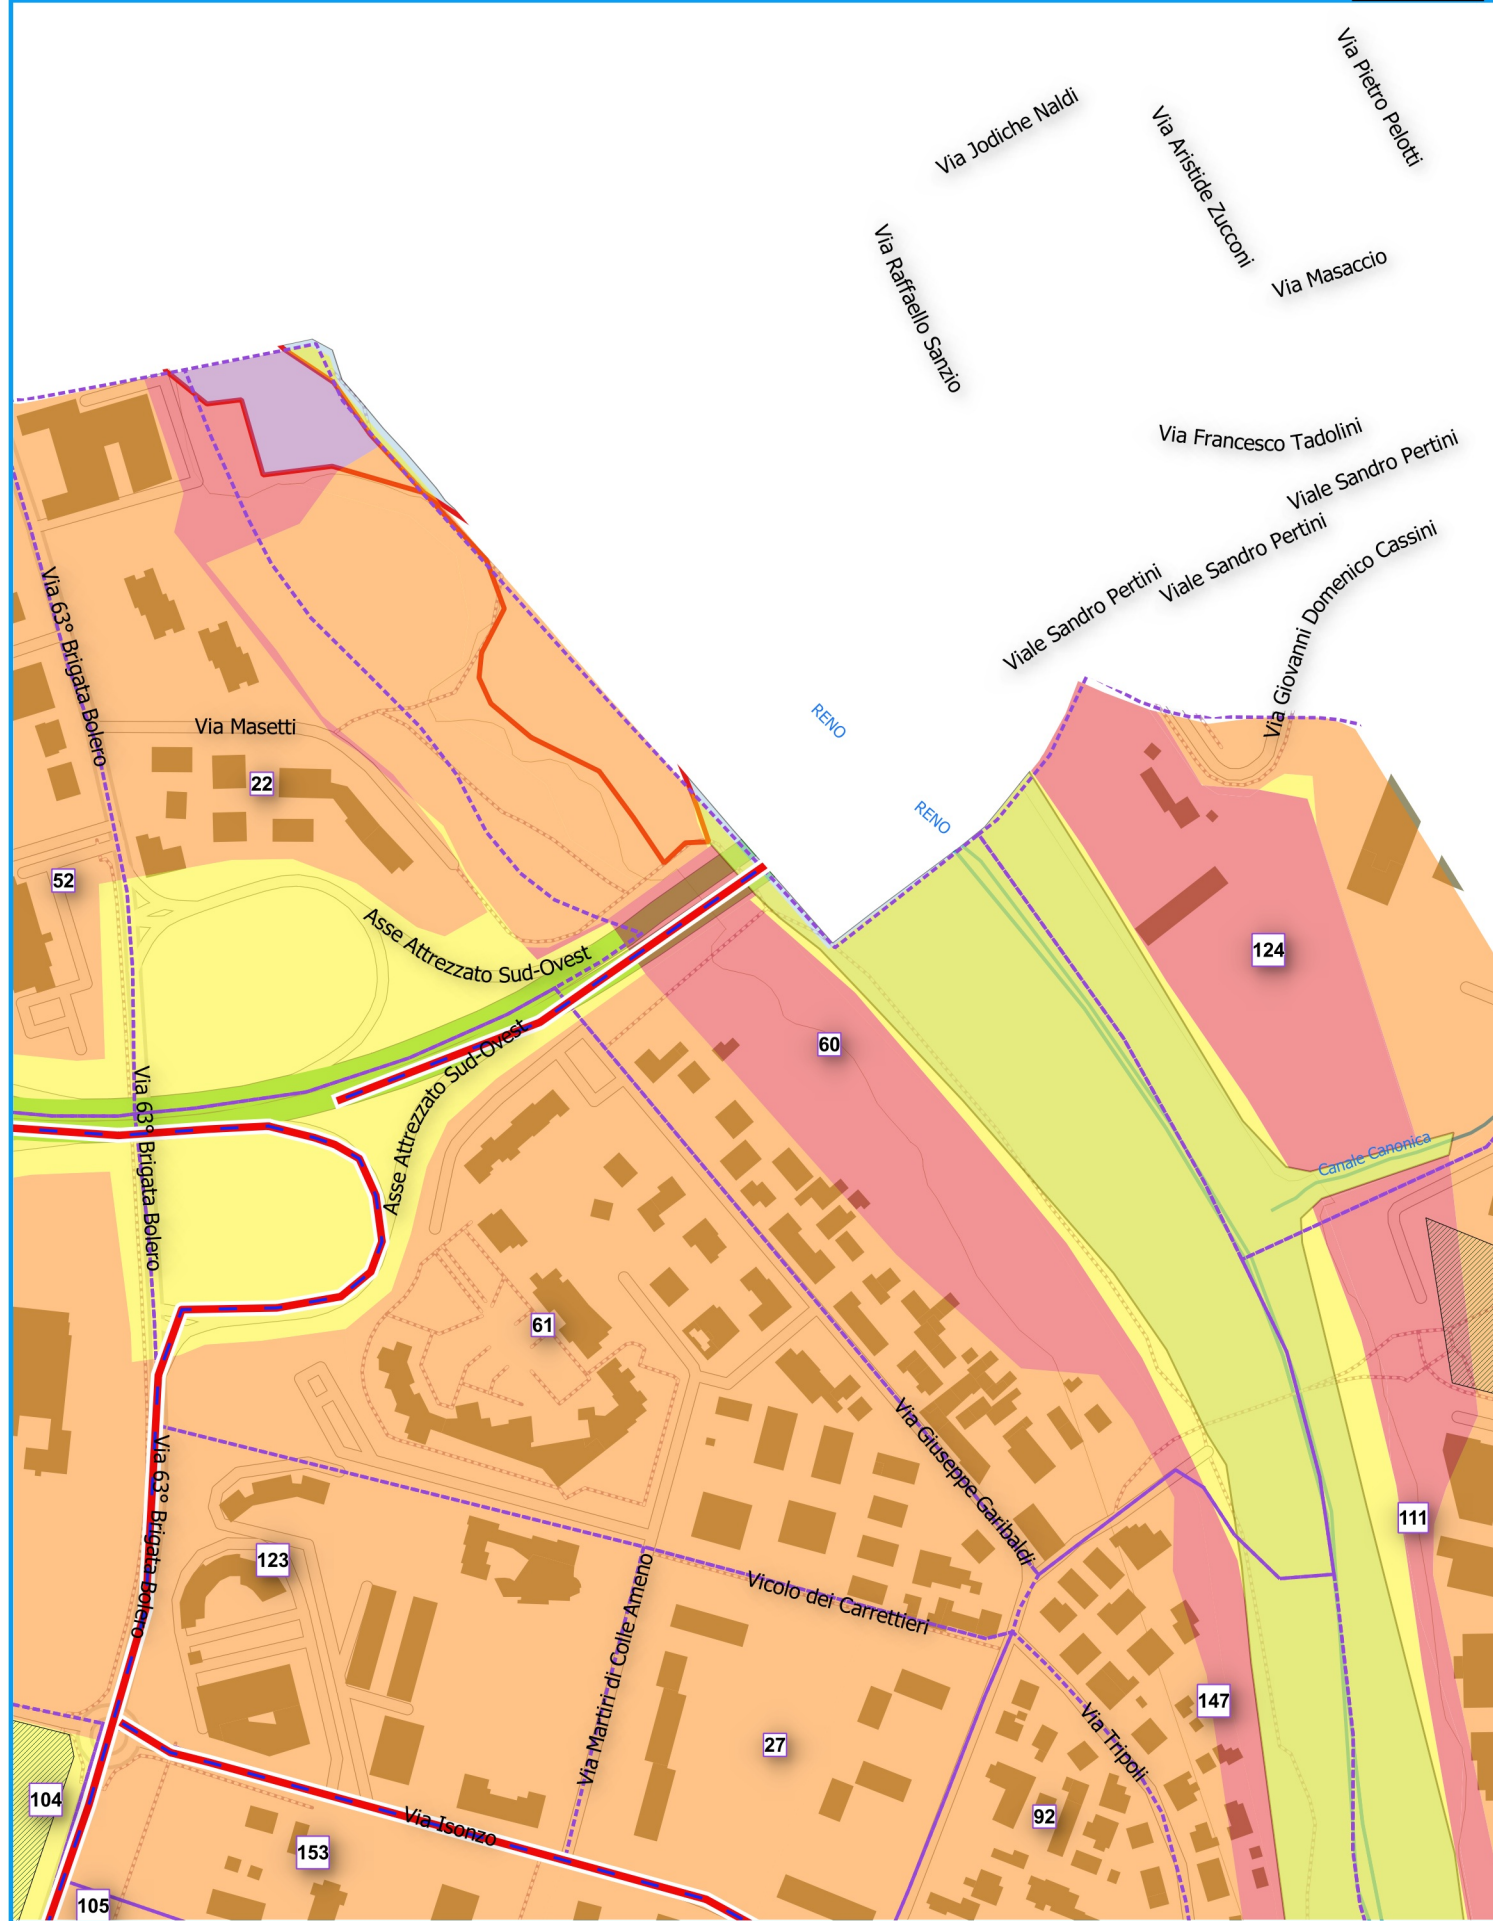 Via Pietro Pelotti
Via Jodiche Naldi
Via Aristide Zucconi
Via Raffaello Sanzio
Via Masaccio
Via Francesco Tadolini
Viale Sandro Pertini
Viale Sandro Pertini
Viale Sandro Pertini
Via Giovanni Domenico Cassini
RENO
RENO
Via 63º Brigata Bolero
Via Masetti
22
52
Asse Attrezzato Sud-Ovest
124
60
Asse Attrezzato Sud-Ovest
Via 63º Brigata Bolero
Canale Canonica
61
Via Giuseppe Garibaldi
111
Via 63º Brigata Bolero
123
Vicolo dei Carrettieri
Via Martiri di Colle Ameno
147
27
Via Tripoli
104
92
Via Isonzo
153
105